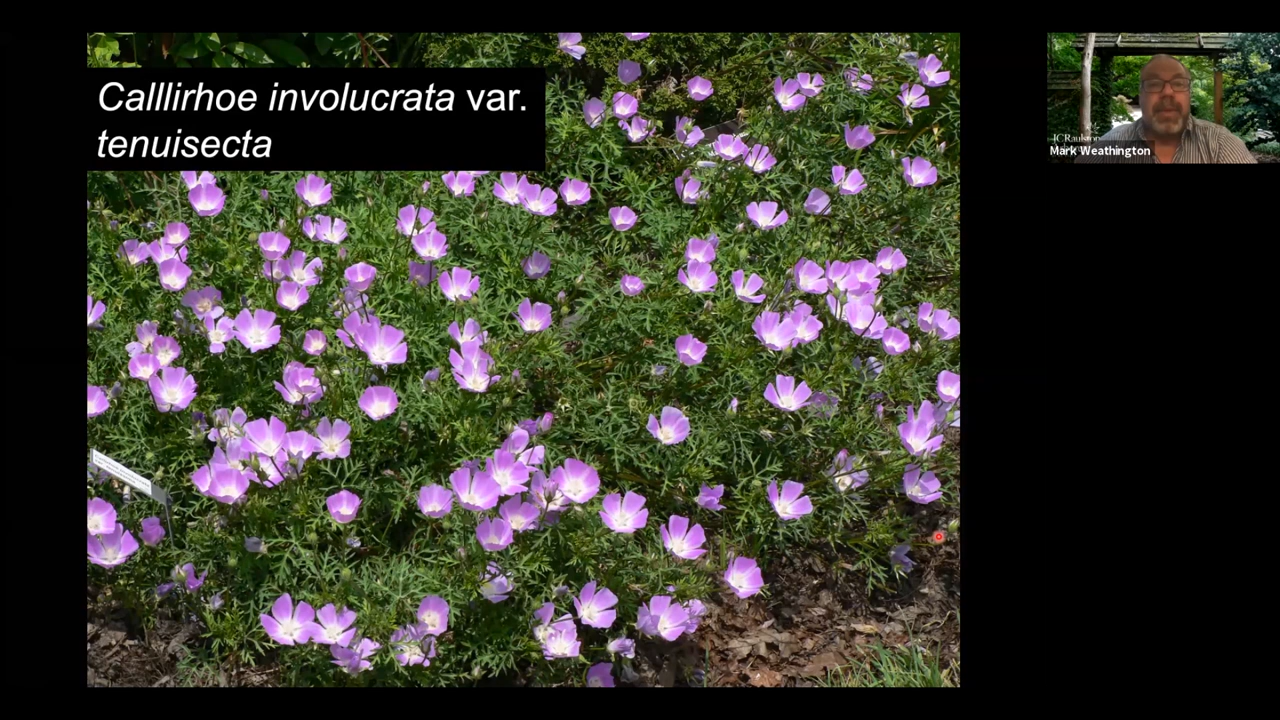 Calllirhoe involucrata var.
tenuisecta
JCRaulston
Mark Weathington